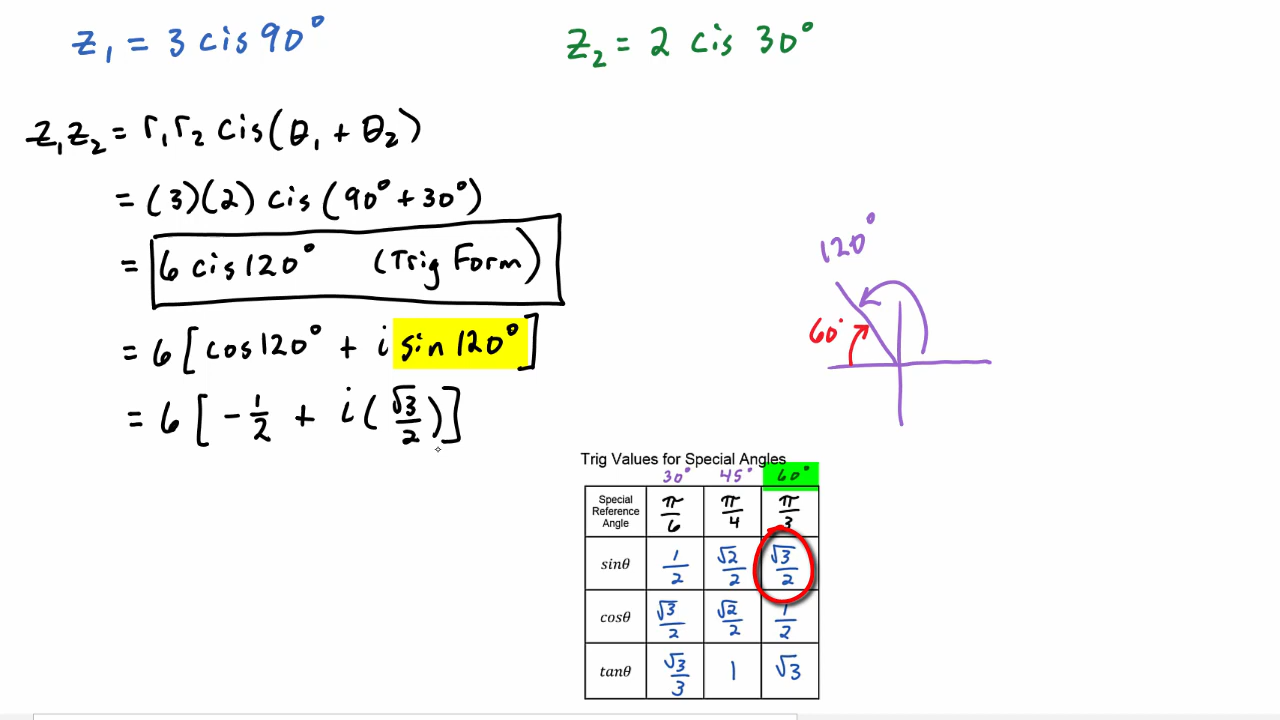 z₁ = 3 cis 90°
z₂ = 2 cis 30°
z₁z₂ = r₁r₂ cis(θ₁ + θ₂)
= (3)(2) cis (90° + 30°)
= 6 cis 120° (Trig Form)
= 6 [cos 120° + i sin 120°]
= 6 [ - 1/2 + i (√3/2)]
120°
60°
Trig Values for Special Angles
30° 45° 60°
Special Reference Angle π/6 π/4 π/3
sinθ 1/2 √2/2 √3/2
cosθ √3/2 √2/2 1/2
tanθ √3/3 1 √3